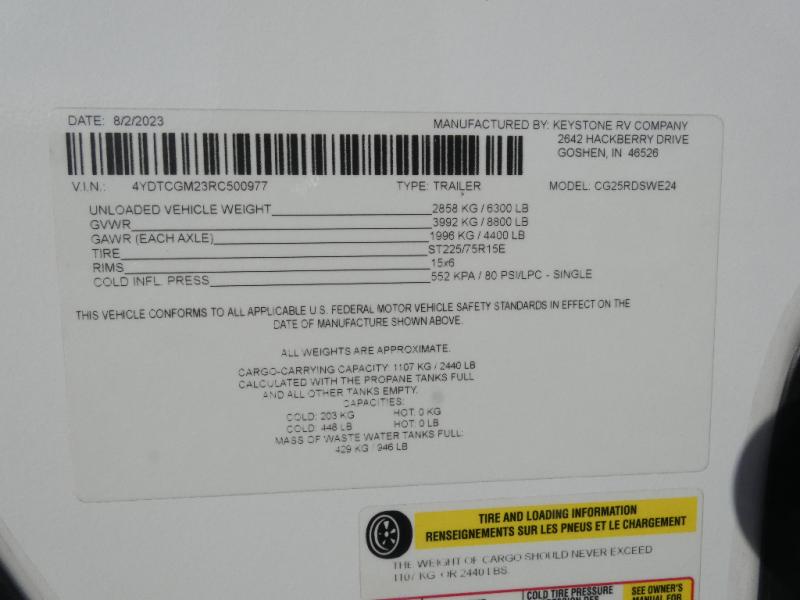 DATE: 8/2/2023
MANUFACTURED BY: KEYSTONE RV COMPANY
2642 HACKBERRY DRIVE
GOSHEN, IN 46526
V.I.N.: 4YDTCGM23RC500977 TYPE: TRAILER MODEL: CG25RDSWE24
UNLOADED VEHICLE WEIGHT 2858 KG / 6300 LB
GVWR 3992 KG / 8800 LB
GAWR (EACH AXLE) 1996 KG / 4400 LB
TIRE ST225/75R15E
RIMS 15x6
COLD INFL. PRESS 552 KPA / 80 PSI/LPC - SINGLE
THIS VEHICLE CONFORMS TO ALL APPLICABLE U.S. FEDERAL MOTOR VEHICLE SAFETY STANDARDS IN EFFECT ON THE
DATE OF MANUFACTURE SHOWN ABOVE.
ALL WEIGHTS ARE APPROXIMATE.
CARGO-CARRYING CAPACITY: 1107 KG / 2440 LB
CALCULATED WITH THE PROPANE TANKS FULL
AND ALL OTHER TANKS EMPTY.
CAPACITIES:
COLD: 203 KG HOT: 0 KG
COLD: 448 LB HOT: 0 LB
MASS OF WASTE WATER TANKS FULL:
429 KG / 946 LB
TIRE AND LOADING INFORMATION
RENSEIGNEMENTS SUR LES PNEUS ET LE CHARGEMENT
THE WEIGHT OF CARGO SHOULD NEVER EXCEED
1107 KG OR 2440 LBS.
COLD TIRE PRESSURE SEE OWNER'S
MANUAL FOR